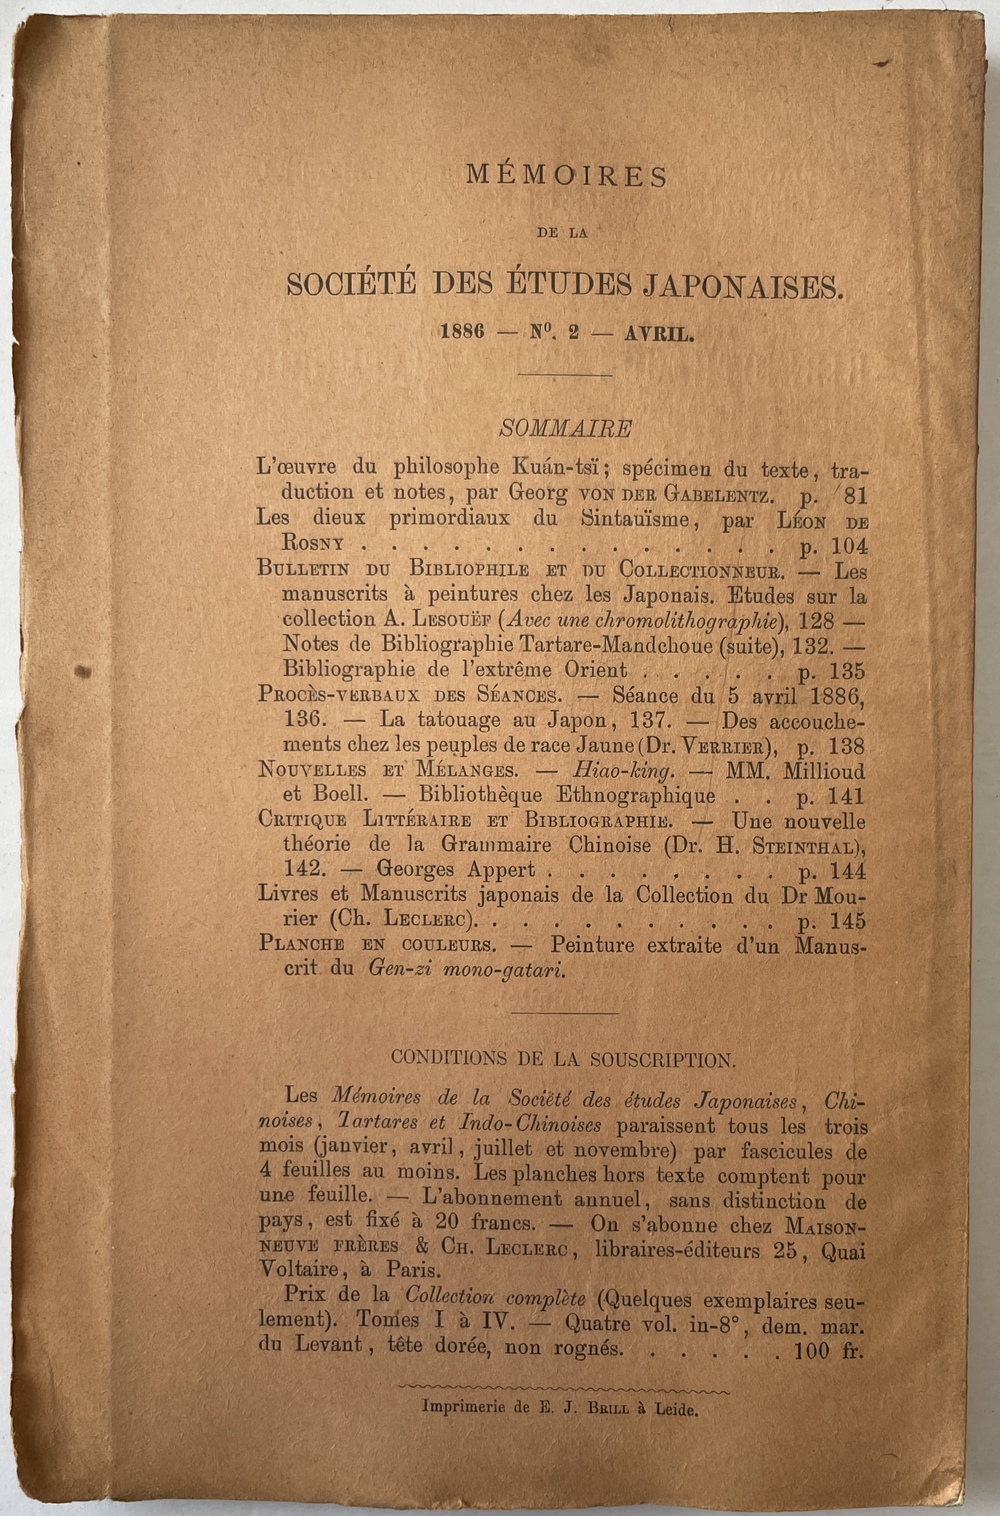 MÉMOIRES
DE LA
SOCIÉTÉ DES ÉTUDES JAPONAISES.
1886 — Nº. 2 — AVRIL.
SOMMAIRE
L'œuvre du philosophe Kuán-tsï; spécimen du texte, tra-
duction et notes, par Georg VON DER GABELENTZ. p. 81
Les dieux primordiaux du Sintauïsme, par LÉON DE
ROSNY . . . . . . . . . . . . . . p. 104
BULLETIN DU BIBLIOPHILE ET DU COLLECTIONNEUR. — Les
manuscrits à peintures chez les Japonais. Etudes sur la
collection A. LESOUËF (Avec une chromolithographie), 128 —
Notes de Bibliographie Tartare-Mandchoue (suite), 132. —
Bibliographie de l'extrême Orient . . . . . p. 135
PROCÈS-VERBAUX DES SÉANCES. — Séance du 5 avril 1886,
136. — La tatouage au Japon, 137. — Des accouche-
ments chez les peuples de race Jaune (Dr. VERRIER), p. 138
NOUVELLES ET MÉLANGES. — Hiao-king. — MM. Millioud
et Boell. — Bibliothèque Ethnographique . . p. 141
CRITIQUE LITTÉRAIRE ET BIBLIOGRAPHIE. — Une nouvelle
théorie de la Grammaire Chinoise (Dr. H. STEINTHAL),
142. — Georges Appert . . . . . . . . p. 144
Livres et Manuscrits japonais de la Collection du Dr Mou-
rier (Ch. LECLERC). . . . . . . . . . . p. 145
PLANCHE EN COULEURS. — Peinture extraite d'un Manus-
crit du Gen-zi mono-gatari.
CONDITIONS DE LA SOUSCRIPTION.
Les Mémoires de la Société des études Japonaises, Chi-
noises, Tartares et Indo-Chinoises paraissent tous les trois
mois (janvier, avril, juillet et novembre) par fascicules de
4 feuilles au moins. Les planches hors texte comptent pour
une feuille. — L'abonnement annuel, sans distinction de
pays, est fixé à 20 francs. — On s'abonne chez MAISON-
NEUVE FRÈRES & CH. LECLERC, libraires-éditeurs 25, Quai
Voltaire, à Paris.
Prix de la Collection complète (Quelques exemplaires seu-
lement). Tomes I à IV. — Quatre vol. in-8°, dem. mar.
du Levant, tête dorée, non rognés. . . . . . 100 fr.
Imprimerie de E. J. BRILL à Leide.